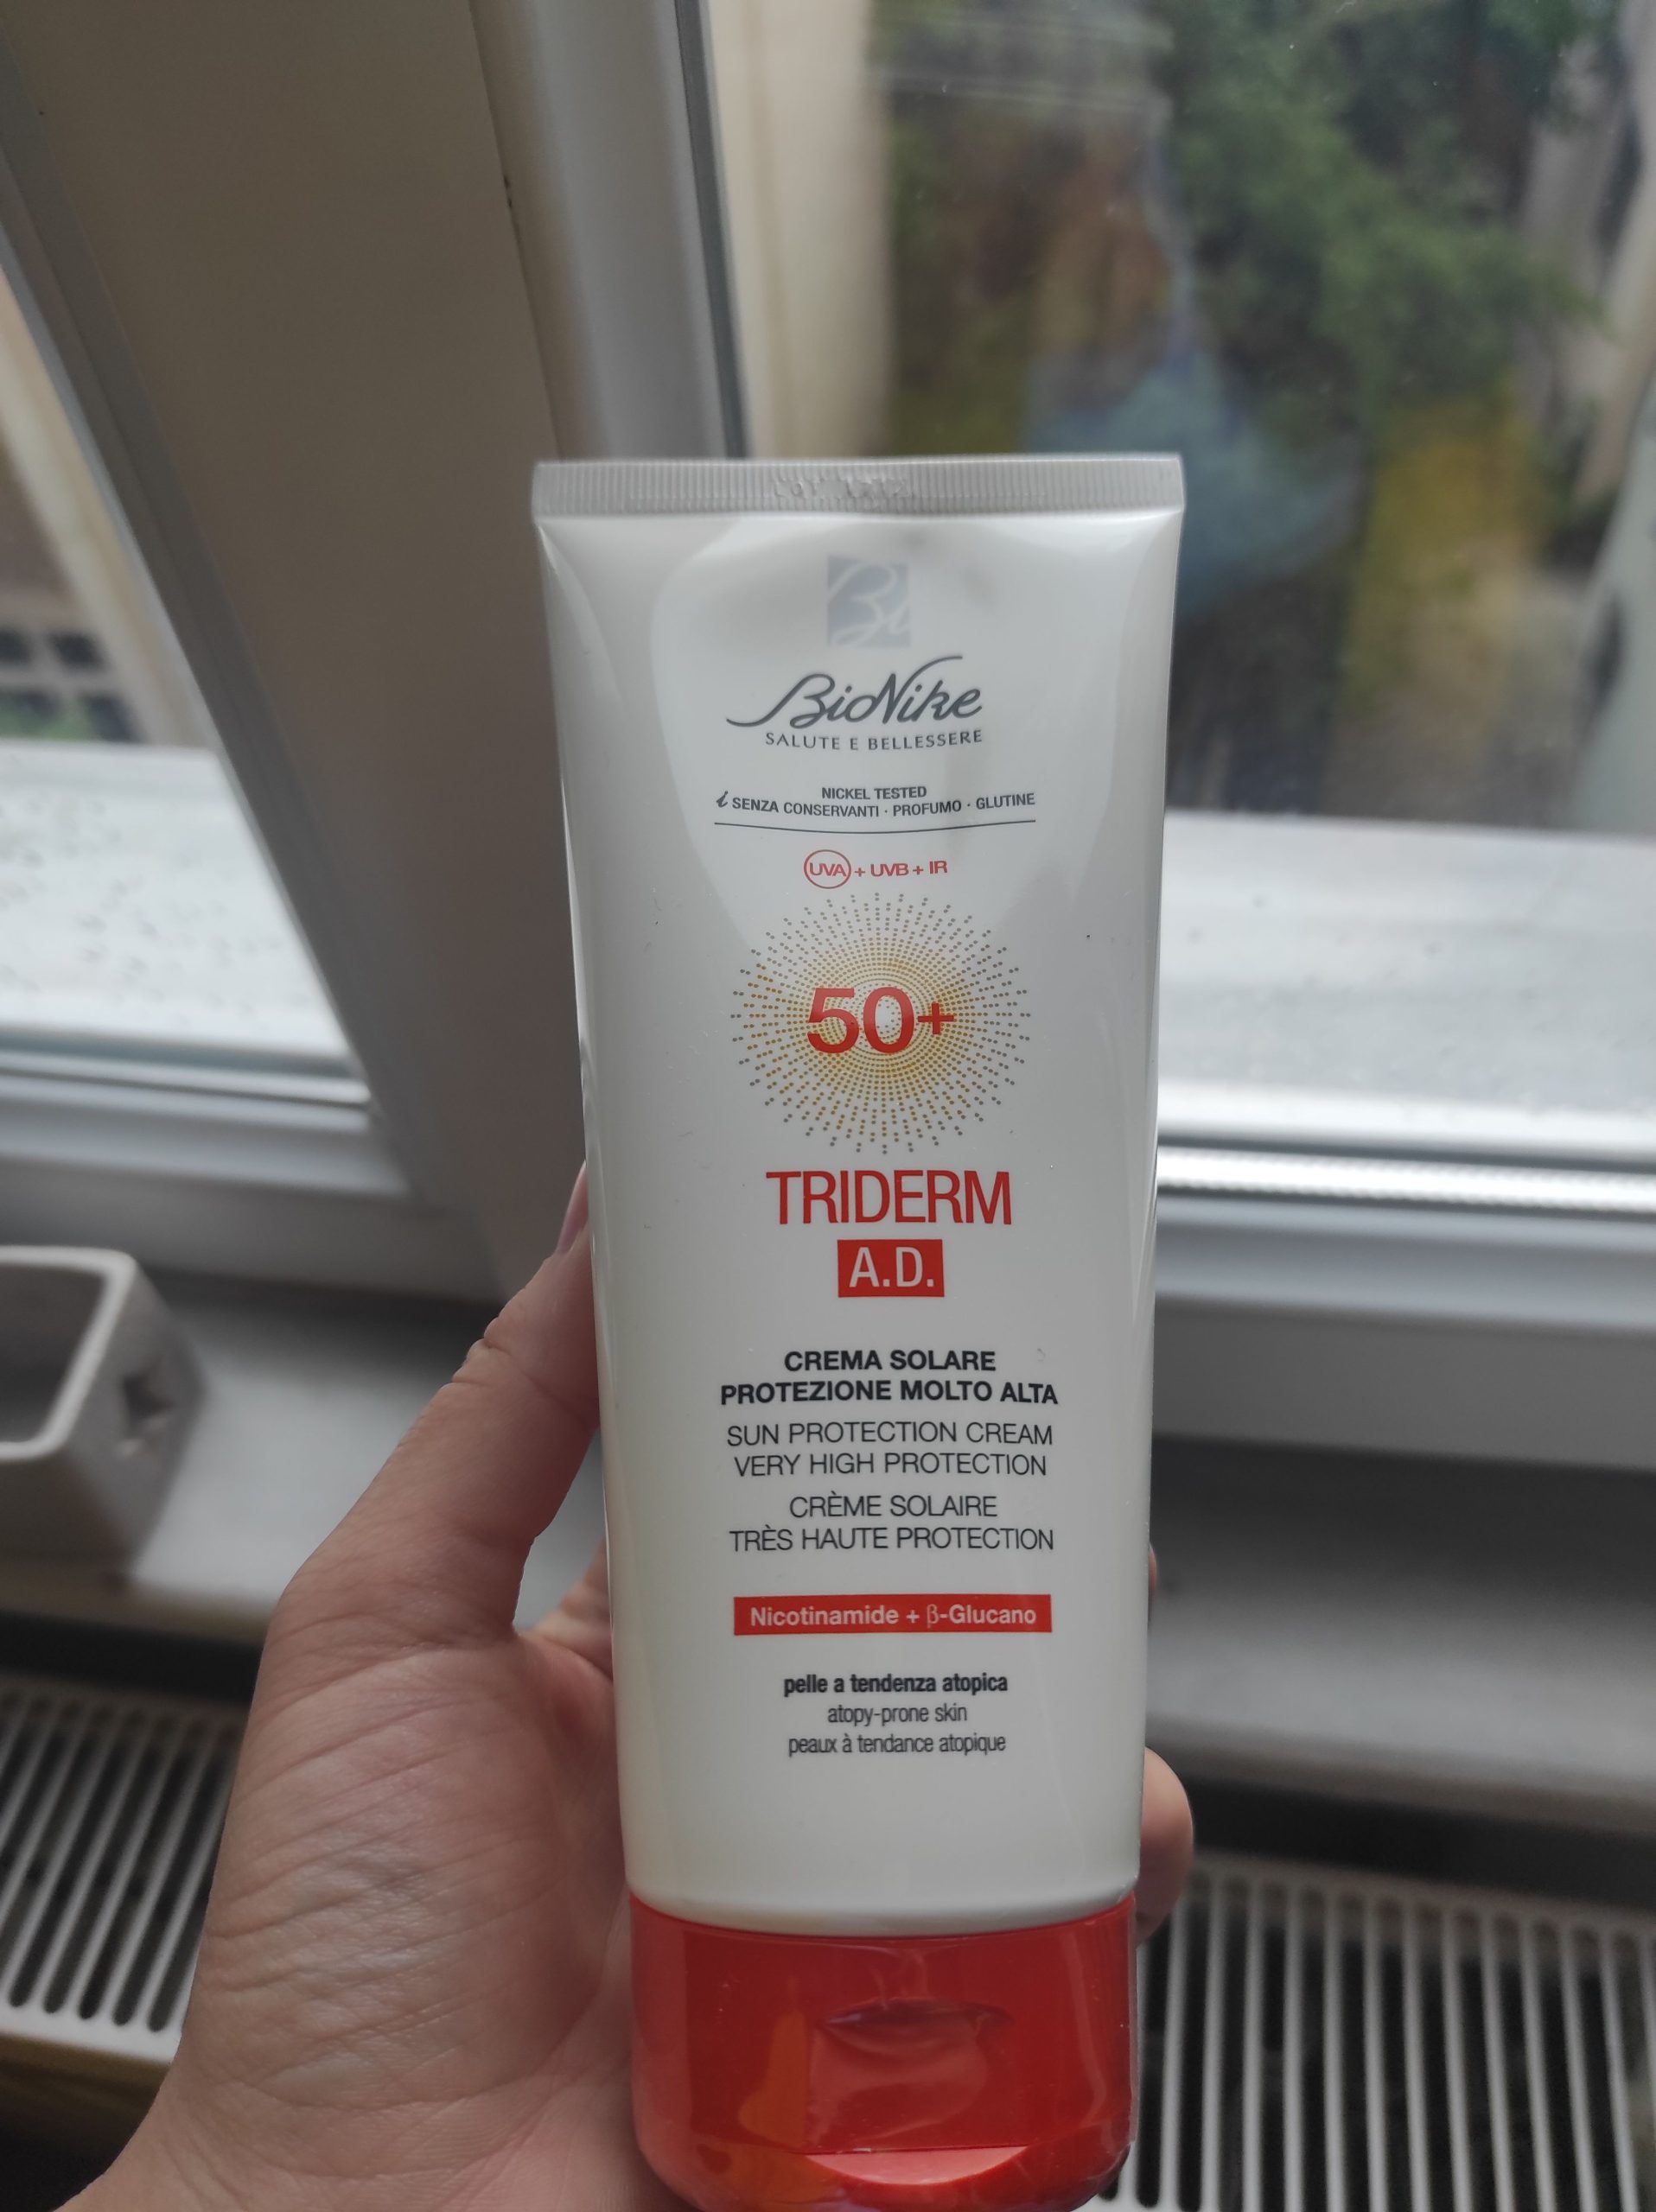 Bi
BioNike
SALUTE E BELLESSERE
NICKEL TESTED
i SENZA CONSERVANTI · PROFUMO · GLUTINE
UVA + UVB + IR
50+
TRIDERM
A.D.
CREMA SOLARE
PROTEZIONE MOLTO ALTA
SUN PROTECTION CREAM
VERY HIGH PROTECTION
CRÈME SOLAIRE
TRÈS HAUTE PROTECTION
Nicotinamide + β-Glucano
pelle a tendenza atopica
atopy-prone skin
peaux à tendance atopique